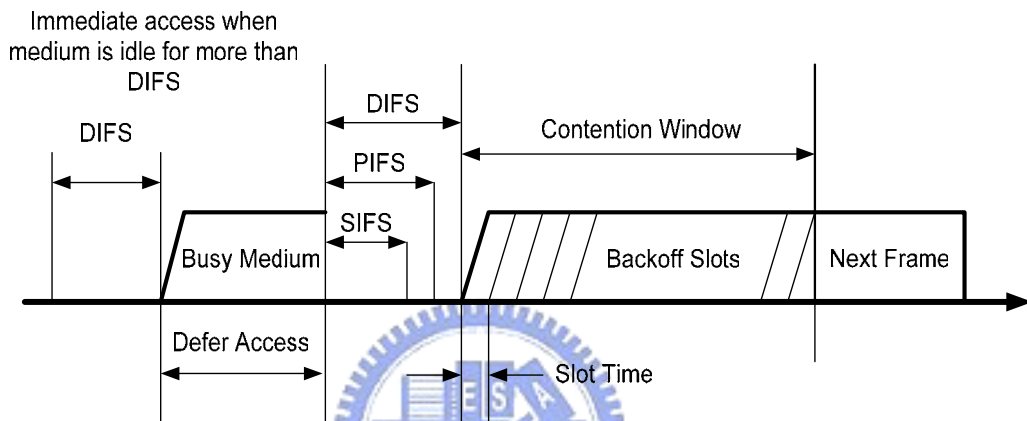 Immediate access when
medium is idle for more than
DIFS
DIFS
DIFS
Contention Window
PIFS
SIFS
Busy Medium
Backoff Slots
Next Frame
Defer Access
Slot Time
E S A